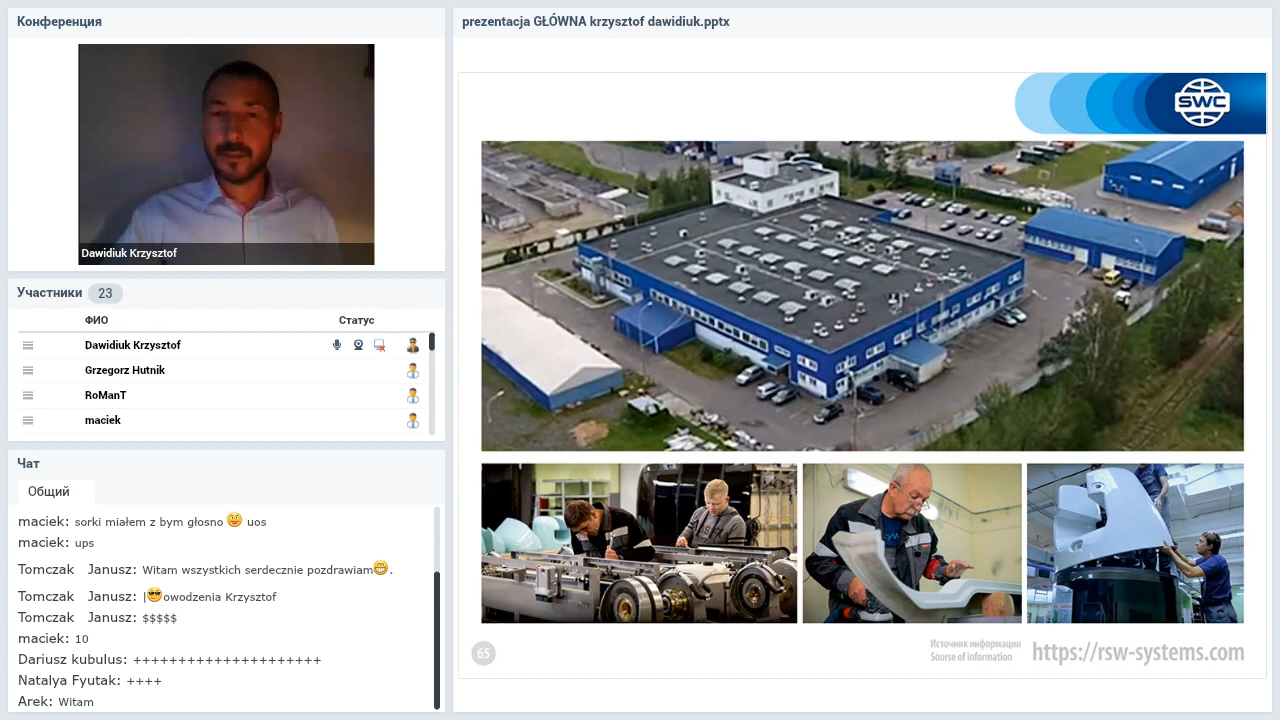 Конференция
Dawidiuk Krzysztof
Участники 23
ФИО Статус
Dawidiuk Krzysztof
Grzegorz Hutnik
RoManT
maciek
Чат
Общий
maciek: sorki miałem z bym głosno uos
maciek: ups
Tomczak Janusz: Witam wszystkich serdecznie pozdrawiam.
Tomczak Janusz: |owodzenia Krzysztof
Tomczak Janusz: $$$$$
maciek: 10
Dariusz kubulus: +++++++++++++++++++++
Natalya Fyutak: ++++
Arek: Witam
prezentacja GŁÓWNA krzysztof dawidiuk.pptx
SWC
65
Источник информации
Sourse of information
https://rsw-systems.com